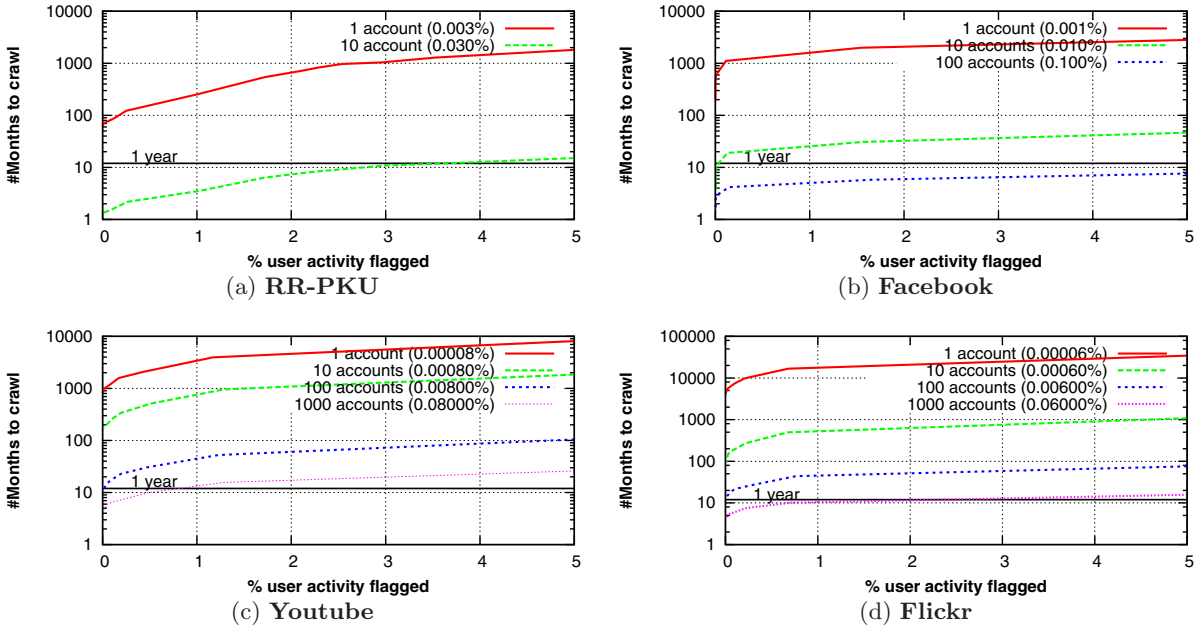 10000
1000
100
10
1
#Months to crawl
1 account (0.003%)
10 account (0.030%)
1 year
0 1 2 3 4 5
% user activity flagged
(a) RR-PKU
10000
1000
100
10
1
#Months to crawl
1 account (0.001%)
10 accounts (0.010%)
100 accounts (0.100%)
1 year
0 1 2 3 4 5
% user activity flagged
(b) Facebook
10000
1000
100
10
1
#Months to crawl
1 account (0.00008%)
10 accounts (0.00080%)
100 accounts (0.00800%)
1000 accounts (0.08000%)
1 year
0 1 2 3 4 5
% user activity flagged
(c) Youtube
100000
10000
1000
100
10
1
#Months to crawl
1 account (0.00006%)
10 accounts (0.00060%)
100 accounts (0.00600%)
1000 accounts (0.06000%)
1 year
0 1 2 3 4 5
% user activity flagged
(d) Flickr